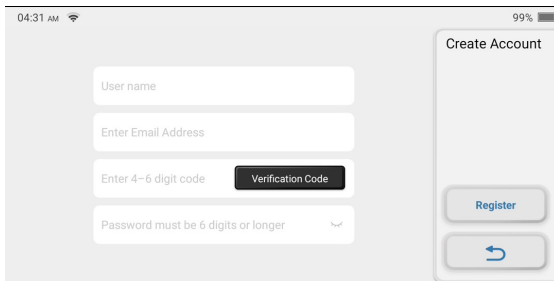 04:31 AM
99%
Create Account
User name
Enter Email Address
Enter 4-6 digit code
Verification Code
Password must be 6 digits or longer
Register